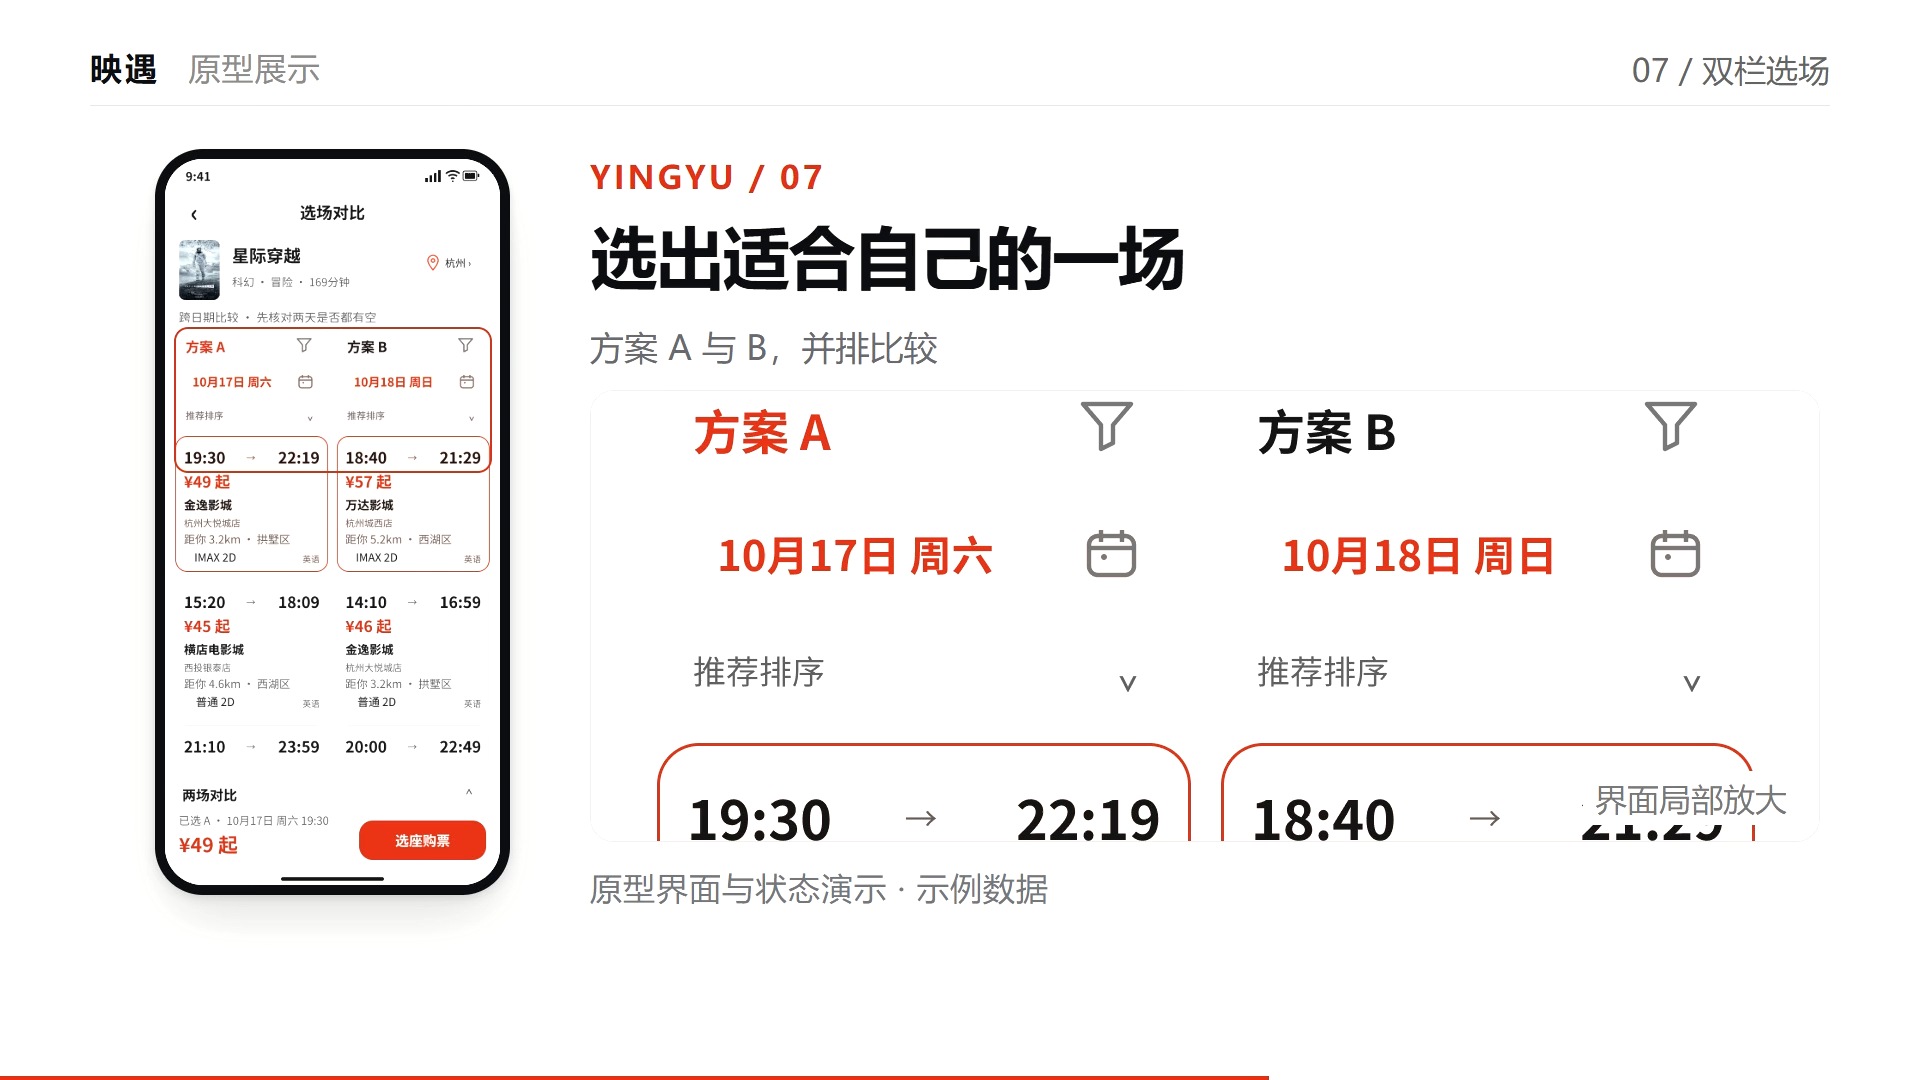 映遇 原型展示
07 / 双栏选场
9:41
选场对比
星际穿越
科幻 · 冒险 · 169分钟
杭州 ›
跨日期比较 · 先核对两天是否都有空
方案 A 方案 B
10月17日 周六 10月18日 周日
推荐排序 推荐排序
19:30 → 22:19 18:40 → 21:29
¥49 起 ¥57 起
金逸影城 万达影城
杭州大悦城店 杭州城西店
距你 3.2km · 拱墅区 距你 5.2km · 西湖区
IMAX 2D 英语 IMAX 2D 英语
15:20 → 18:09 14:10 → 16:59
¥45 起 ¥46 起
横店电影城 金逸影城
西投银泰店 杭州大悦城店
距你 4.6km · 西湖区 距你 3.2km · 拱墅区
普通 2D 英语 普通 2D 英语
21:10 → 23:59 20:00 → 22:49
两场对比
已选 A · 10月17日 周六 19:30
¥49 起
选座购票
YINGYU / 07
选出适合自己的一场
方案 A 与 B，并排比较
方案 A 方案 B
10月17日 周六 10月18日 周日
推荐排序 推荐排序
19:30 → 22:19 18:40 → 21:29
界面局部放大
原型界面与状态演示 · 示例数据